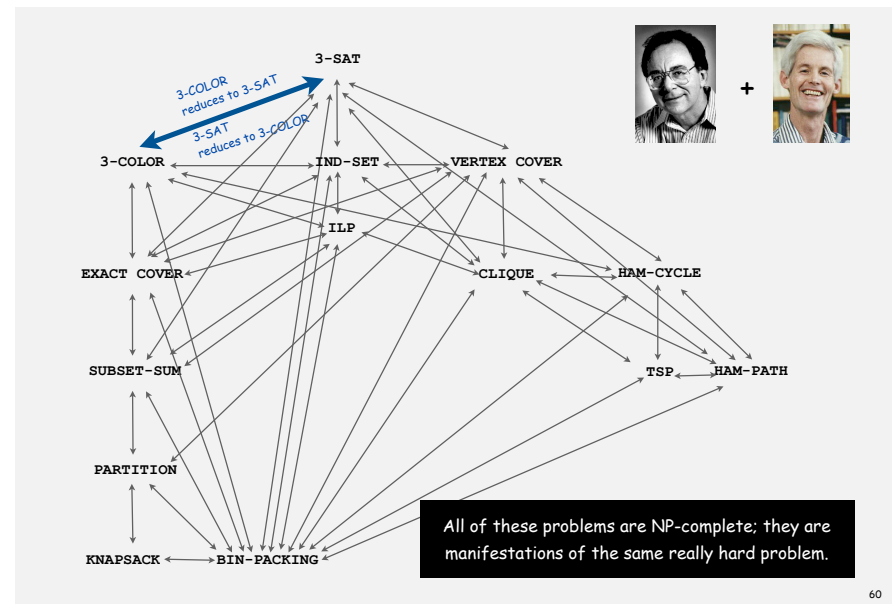 3-SAT
3-COLOR
reduces to 3-SAT
3-SAT
reduces to 3-COLOR
+
3-COLOR IND-SET VERTEX COVER
ILP
EXACT COVER CLIQUE HAM-CYCLE
SUBSET-SUM TSP HAM-PATH
PARTITION
All of these problems are NP-complete; they are
manifestations of the same really hard problem.
KNAPSACK BIN-PACKING
60